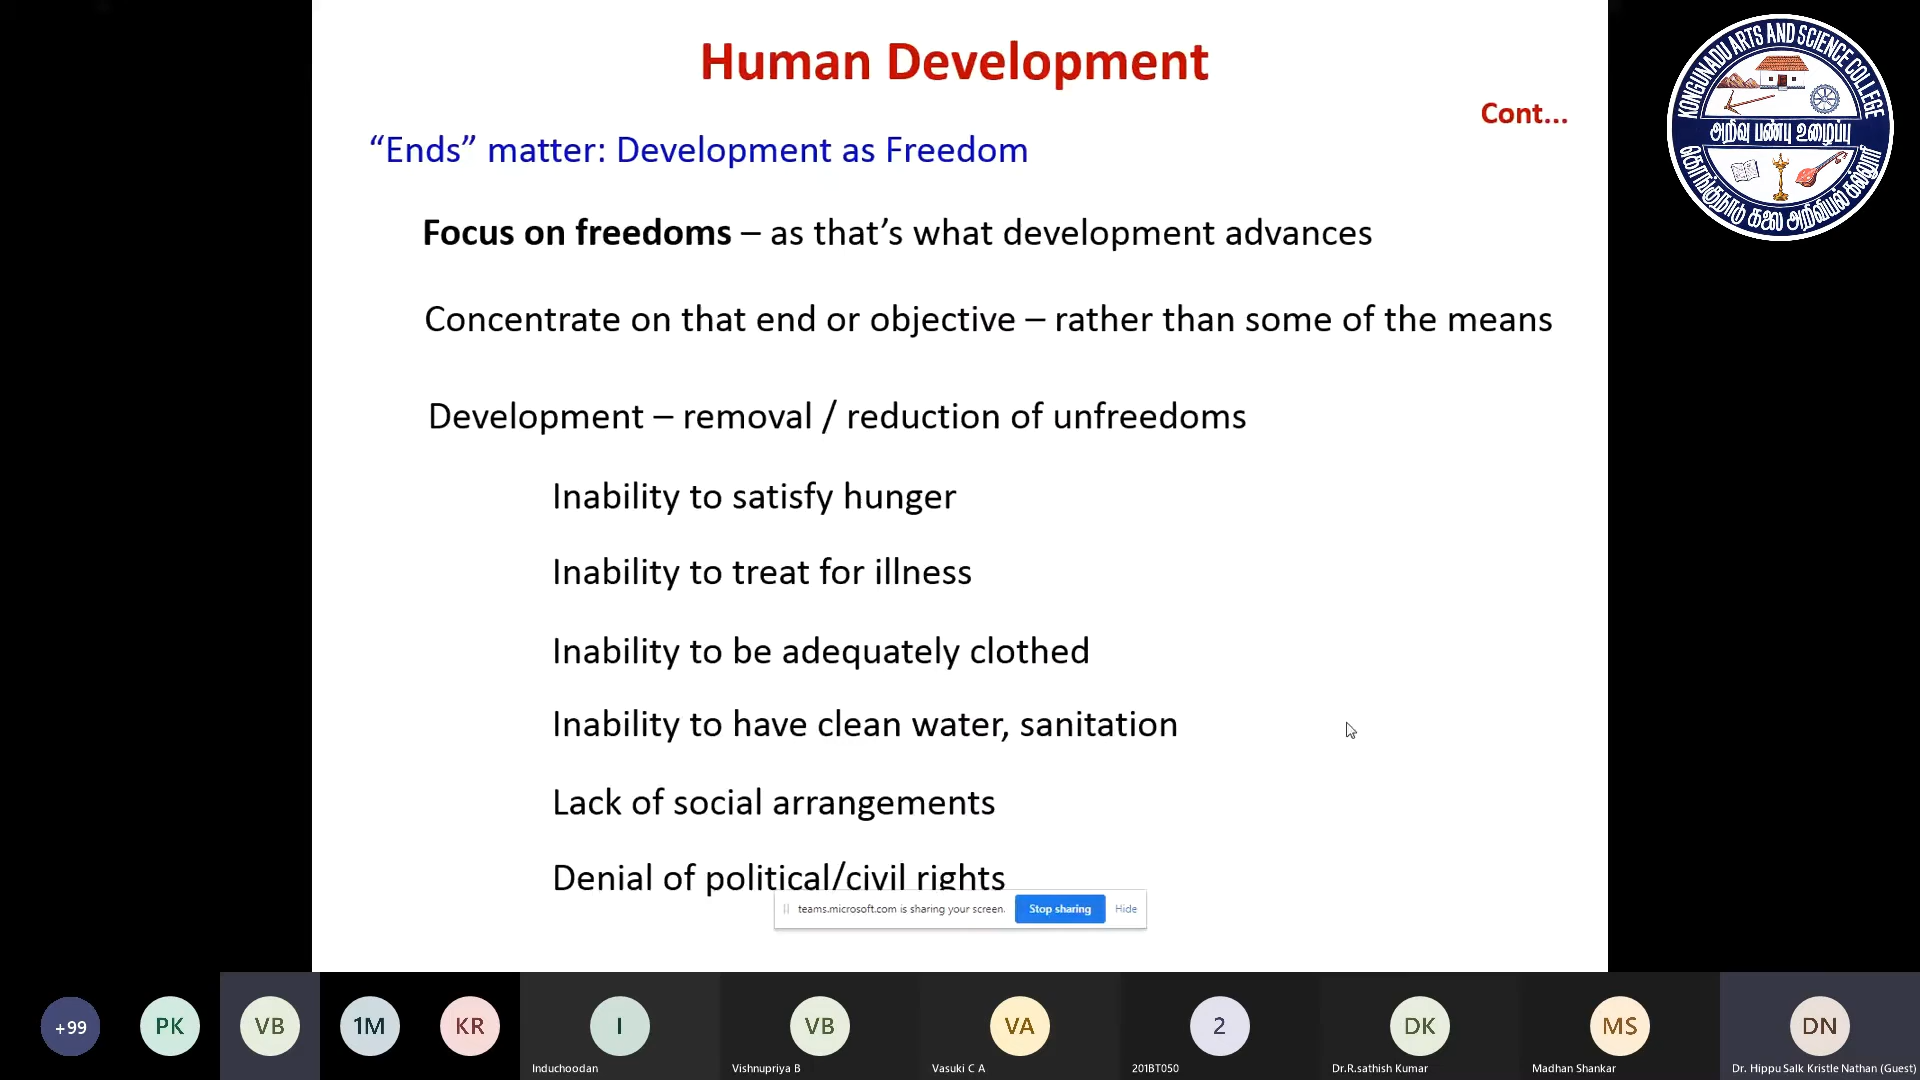 Human Development
Cont...
“Ends” matter: Development as Freedom
Focus on freedoms – as that’s what development advances
Concentrate on that end or objective – rather than some of the means
Development – removal / reduction of unfreedoms
Inability to satisfy hunger
Inability to treat for illness
Inability to be adequately clothed
Inability to have clean water, sanitation
Lack of social arrangements
Denial of political/civil rights
teams.microsoft.com is sharing your screen. Stop sharing Hide
KONGUNADU ARTS AND SCIENCE COLLEGE
அறிவு பண்பு உழைப்பு
கொங்குநாடு கலை அறிவியல் கல்லூரி
+99 PK VB 1M KR I VB VA 2 DK MS DN
Induchoodan Vishnupriya B Vasuki C A 201BT050 Dr.R.sathish Kumar Madhan Shankar Dr. Hippu Salk Kristle Nathan (Guest)